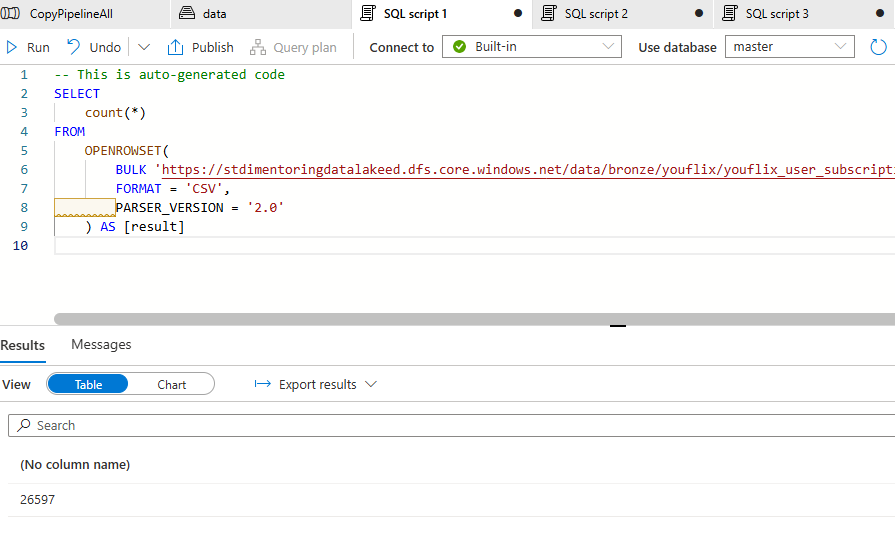 CopyPipelineAll data SQL script 1 SQL script 2 SQL script 3
Run Undo Publish Query plan Connect to Built-in Use database master
1 -- This is auto-generated code
2 SELECT
3 count(*)
4 FROM
5 OPENROWSET(
6 BULK 'https://stdimentoringdatalakeed.dfs.core.windows.net/data/bronze/youflix/youflix_user_subscripti
7 FORMAT = 'CSV',
8 PARSER_VERSION = '2.0'
9 ) AS [result]
10
Results Messages
View Table Chart Export results
Search
(No column name)
26597